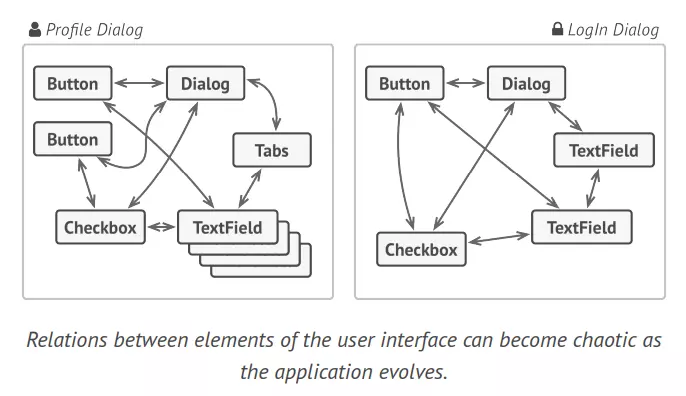 Profile Dialog
Button
Dialog
Button
Tabs
Checkbox
TextField
LogIn Dialog
Button
Dialog
TextField
TextField
Checkbox
Relations between elements of the user interface can become chaotic as
the application evolves.